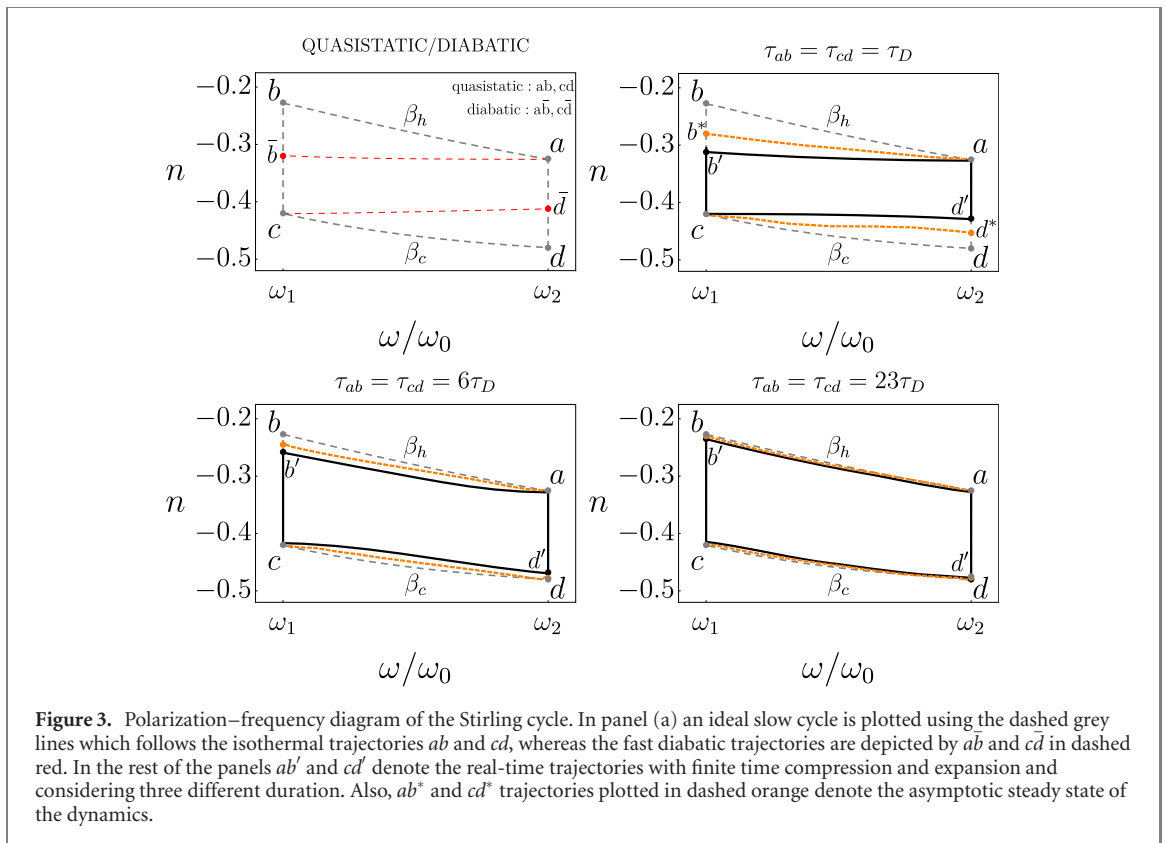 QUASISTATIC/DIABATIC
quasistatic : ab, cd
diabatic : ab̄, cd̄
−0.2
−0.3
−0.4
−0.5
n
b
β_h
b̄
a
d̄
c
β_c
d
ω₁
ω₂
ω/ω₀
τ_ab = τ_cd = τ_D
−0.2
−0.3
−0.4
−0.5
n
b
β_h
b*
b′
a
d′
c
d*
β_c
d
ω₁
ω₂
ω/ω₀
τ_ab = τ_cd = 6τ_D
−0.2
−0.3
−0.4
−0.5
n
b
β_h
b′
a
d′
c
β_c
d
ω₁
ω₂
ω/ω₀
τ_ab = τ_cd = 23τ_D
−0.2
−0.3
−0.4
−0.5
n
b
β_h
b′
a
d′
c
β_c
d
ω₁
ω₂
ω/ω₀
Figure 3. Polarization–frequency diagram of the Stirling cycle. In panel (a) an ideal slow cycle is plotted using the dashed grey
lines which follows the isothermal trajectories ab and cd, whereas the fast diabatic trajectories are depicted by ab̄ and cd̄ in dashed
red. In the rest of the panels ab′ and cd′ denote the real-time trajectories with finite time compression and expansion and
considering three different duration. Also, ab* and cd* trajectories plotted in dashed orange denote the asymptotic steady state of
the dynamics.